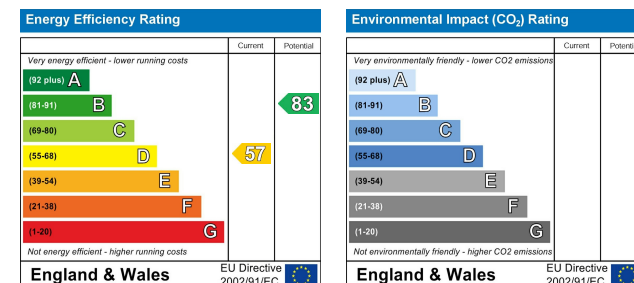 Energy Efficiency Rating
Current Potential
Very energy efficient - lower running costs
(92 plus) A
(81-91) B
83
(69-80) C
(55-68) D
57
(39-54) E
(21-38) F
(1-20) G
Not energy efficient - higher running costs
England & Wales
EU Directive
2002/91/EC
Environmental Impact (CO₂) Rating
Current Potential
Very environmentally friendly - lower CO2 emissions
(92 plus) A
(81-91) B
(69-80) C
(55-68) D
(39-54) E
(21-38) F
(1-20) G
Not environmentally friendly - higher CO2 emissions
England & Wales
EU Directive
2002/91/EC